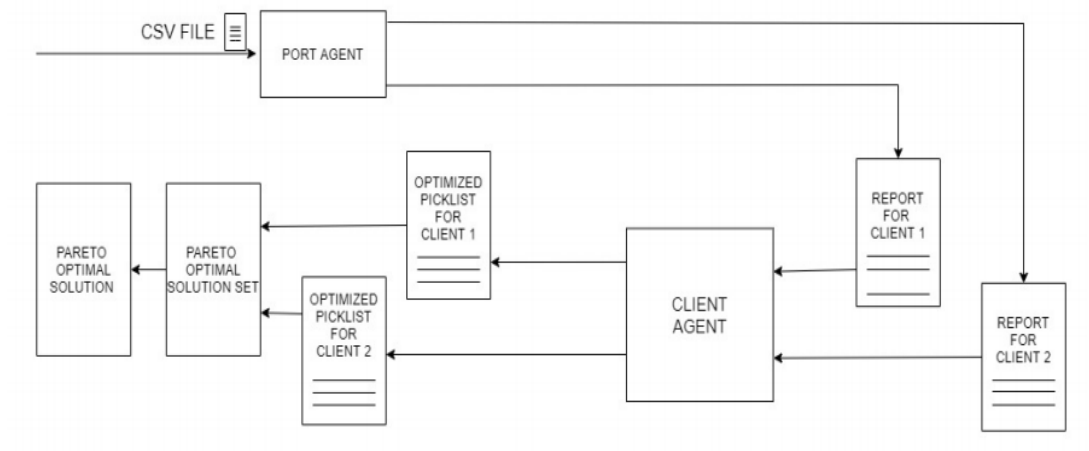 CSV FILE
PORT AGENT
OPTIMIZED
PICKLIST
FOR
CLIENT 1
REPORT
FOR
CLIENT 1
PARETO
OPTIMAL
SOLUTION
PARETO
OPTIMAL
SOLUTION SET
OPTIMIZED
PICKLIST
FOR
CLIENT 2
CLIENT
AGENT
REPORT
FOR
CLIENT 2